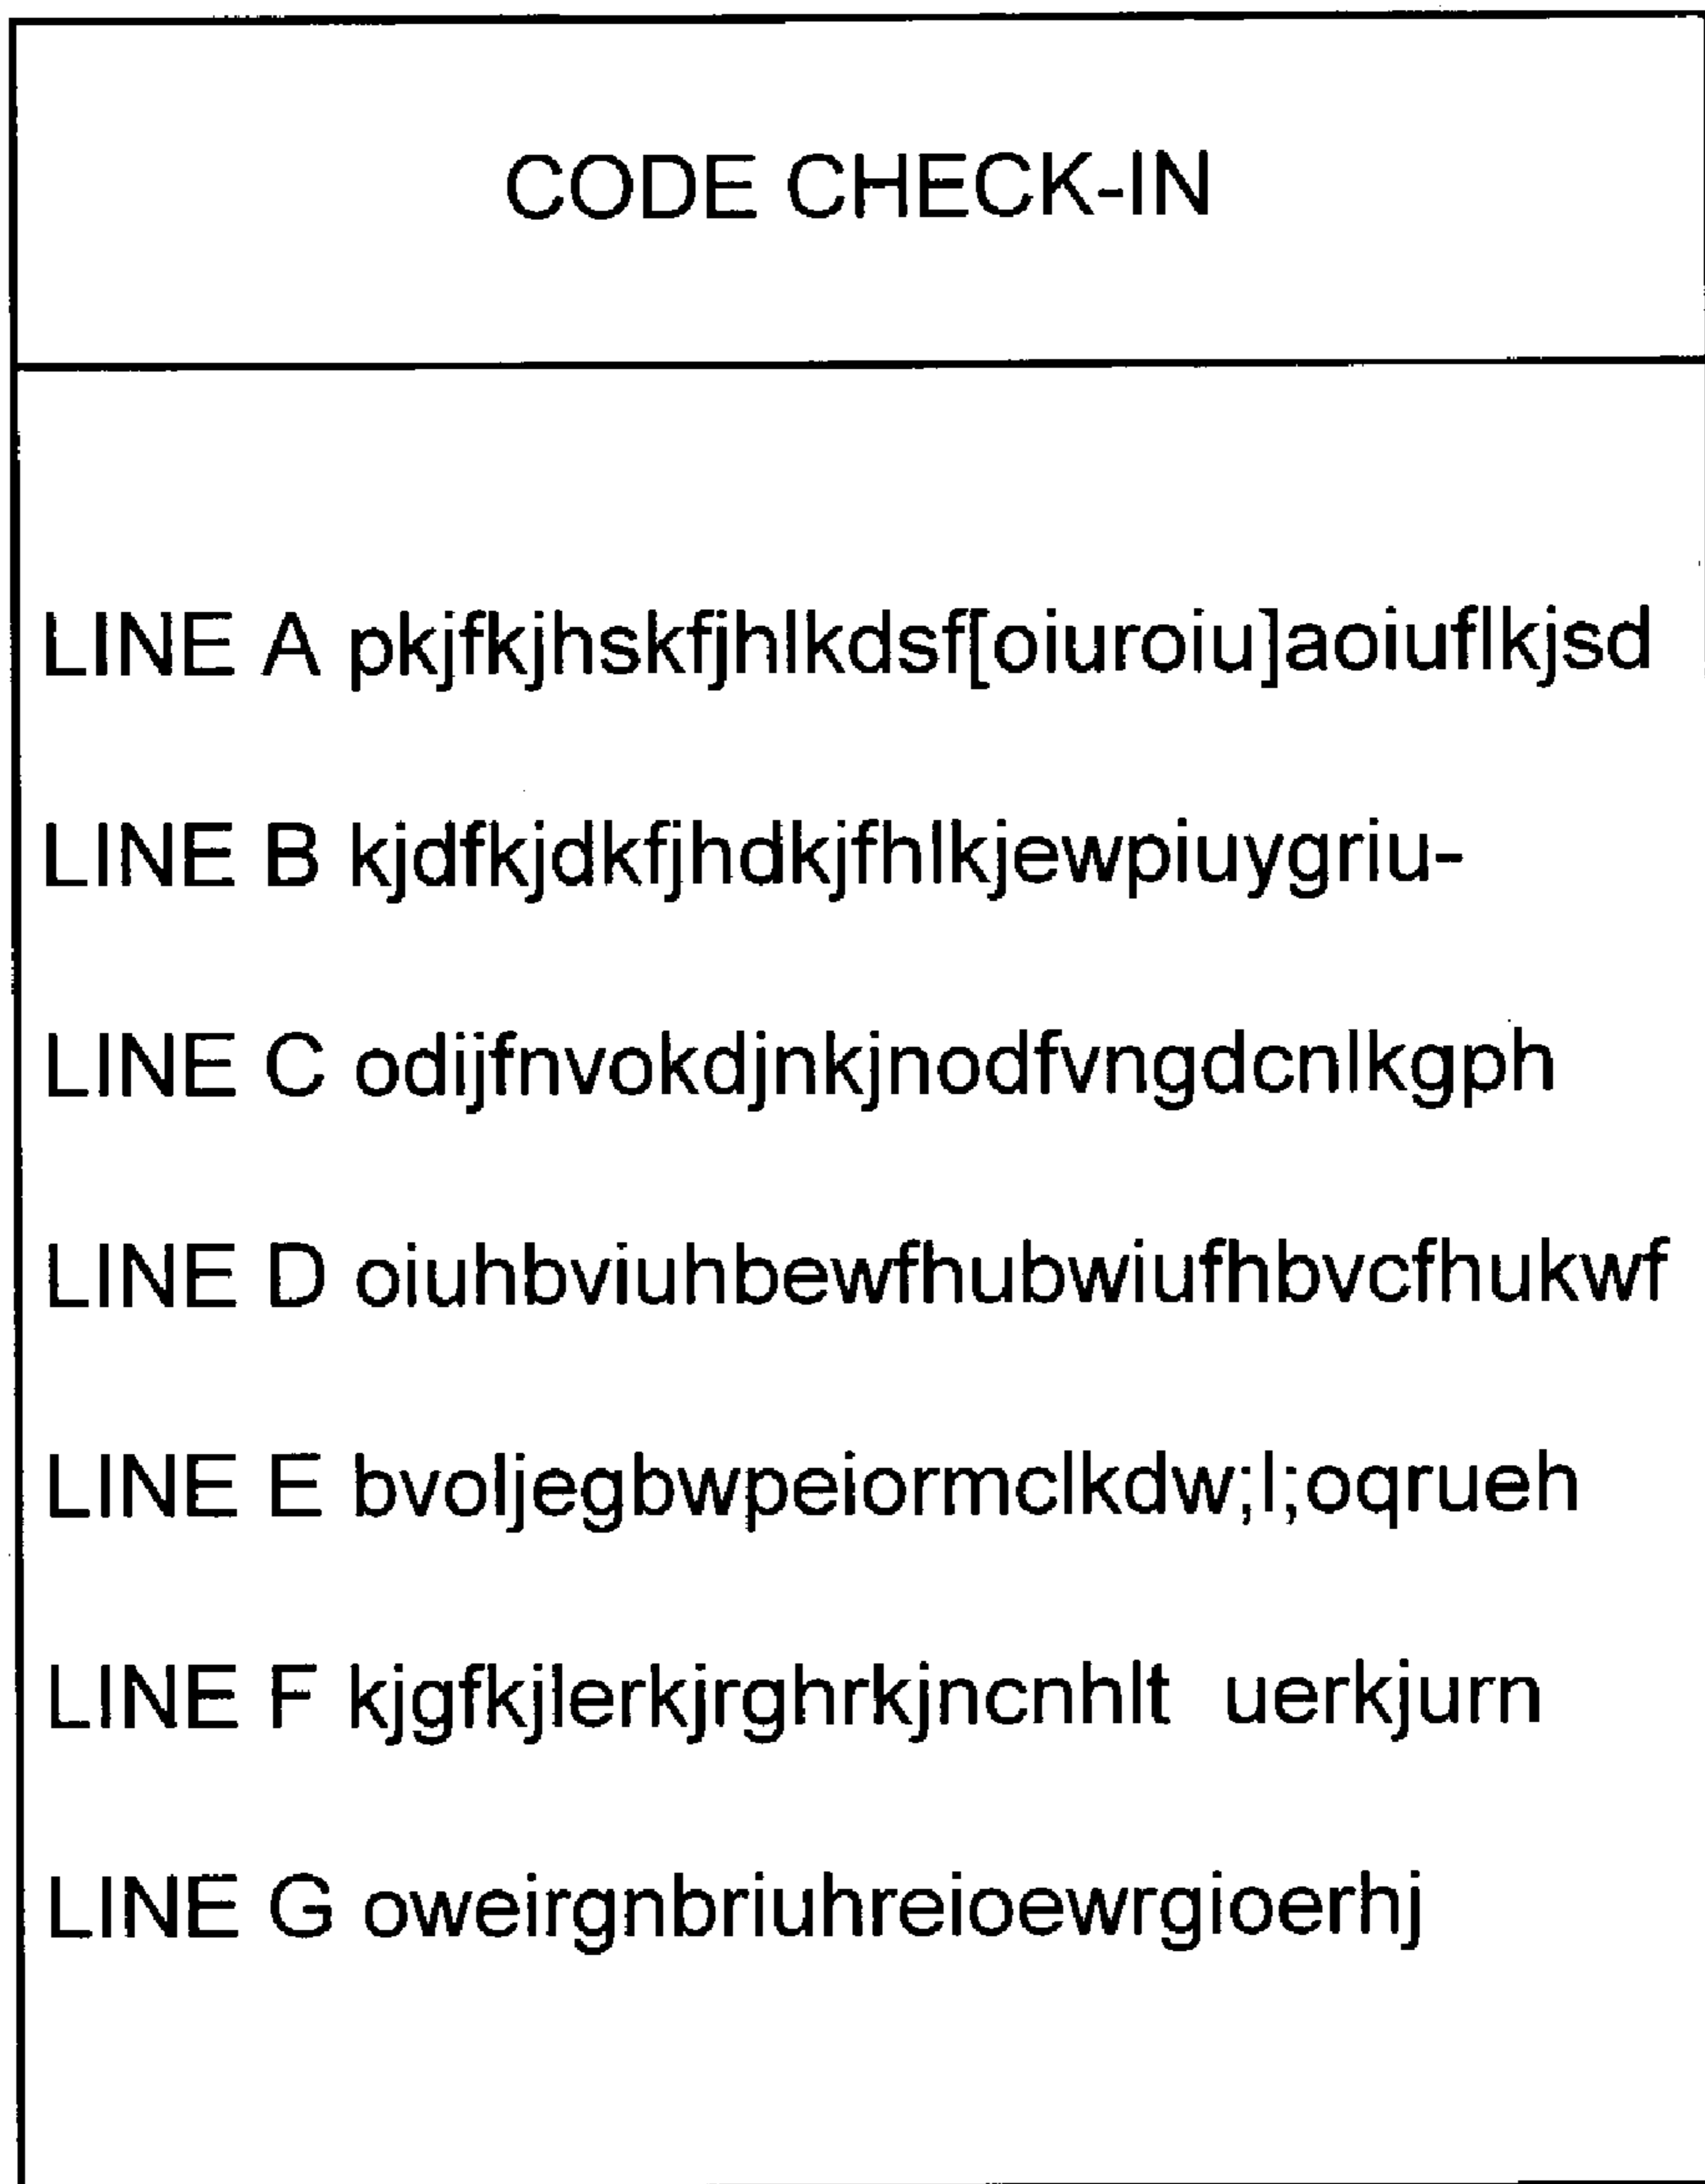 CODE CHECK-IN
LINE A pkjfkjhskfjhlkdsf[oiuroiu]aoiuflkjsd
LINE B kjdfkjdkfjhdkjfhlkjewpiuygriu-
LINE C odijfnvokdjnkjnodfvngdcnlkgph
LINE D oiuhbviuhbewfhubwiufhbvcfhukwf
LINE E bvoljegbwpeiormclkdw;l;oqrueh
LINE F kjgfkjlerkjrghrkjncnhlt  uerkjurn
LINE G oweirgnbriuhreioewrgioerhj